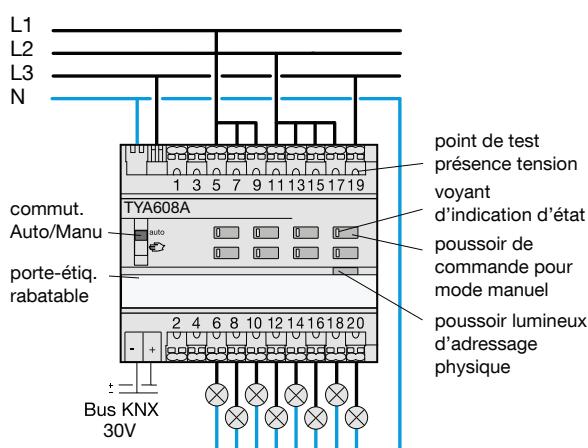 L1
L2
L3
N
1 3 5 7 9 11 13 15 17 19
TYA608A
auto
commut.
Auto/Manu
porte-étiq.
rabatable
point de test
présence tension
voyant
d'indication d'état
poussoir de
commande pour
mode manuel
poussoir lumineux
d'adressage
physique
2 4 6 8 10 12 14 16 18 20
- +
+
-
Bus KNX
30V